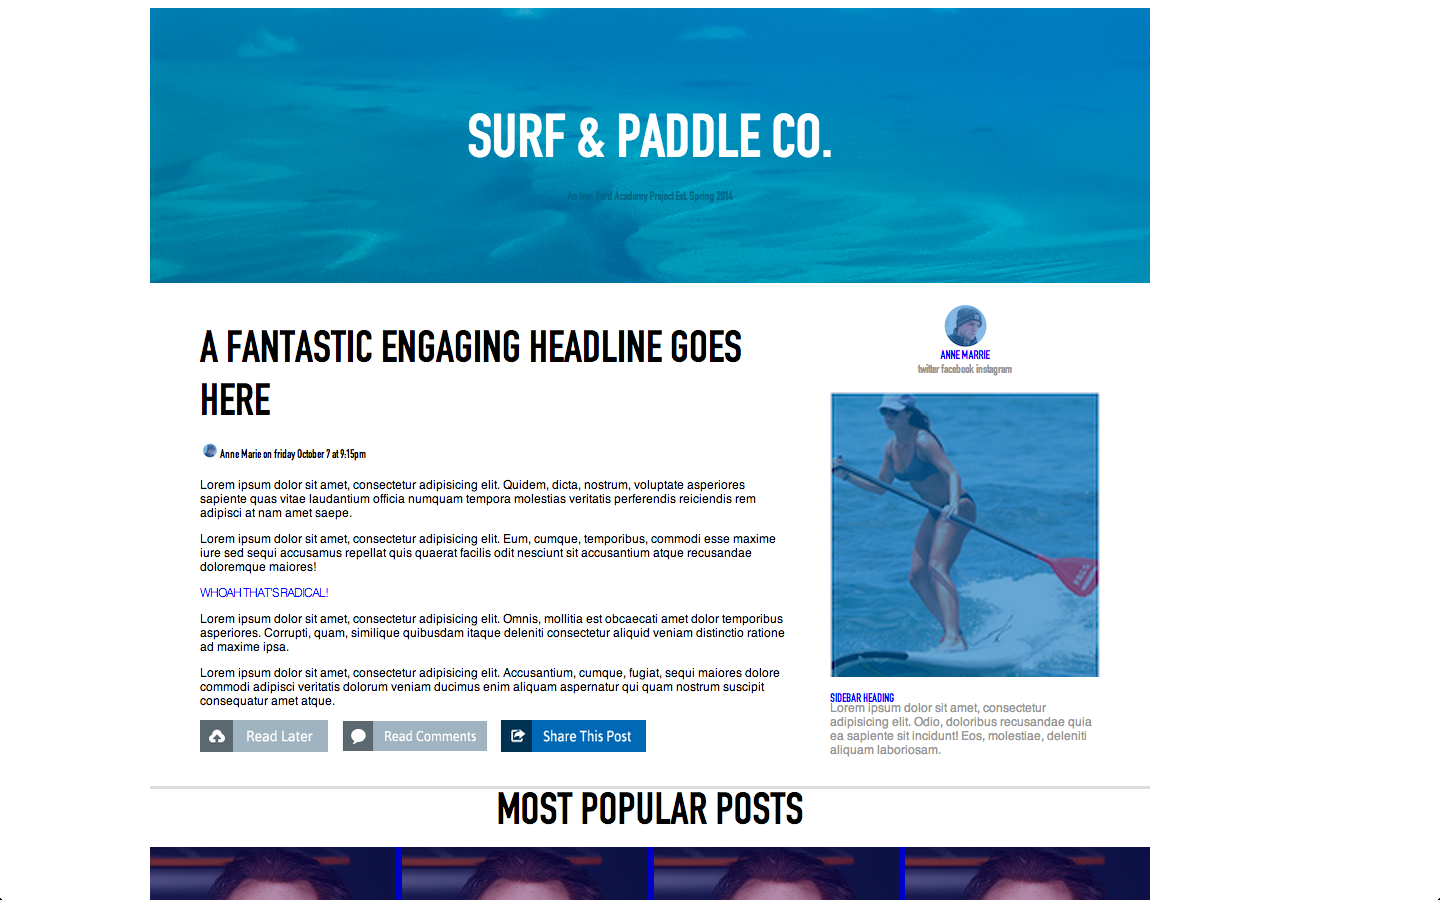 SURF & PADDLE CO.
An Iron Yard Acadamy Project Est. Spring 2014
A FANTASTIC ENGAGING HEADLINE GOES
HERE
Anne Marie on friday October 7 at 9:15pm
Lorem ipsum dolor sit amet, consectetur adipisicing elit. Quidem, dicta, nostrum, voluptate asperiores
sapiente quas vitae laudantium officia numquam tempora molestias veritatis perferendis reiciendis rem
adipisci at nam amet saepe.
Lorem ipsum dolor sit amet, consectetur adipisicing elit. Eum, cumque, temporibus, commodi esse maxime
iure sed sequi accusamus repellat quis quaerat facilis odit nesciunt sit accusantium atque recusandae
doloremque maiores!
WHOAH THAT'S RADICAL!
Lorem ipsum dolor sit amet, consectetur adipisicing elit. Omnis, mollitia est obcaecati amet dolor temporibus
asperiores. Corrupti, quam, similique quibusdam itaque deleniti consectetur aliquid veniam distinctio ratione
ad maxime ipsa.
Lorem ipsum dolor sit amet, consectetur adipisicing elit. Accusantium, cumque, fugiat, sequi maiores dolore
commodi adipisci veritatis dolorum veniam ducimus enim aliquam aspernatur qui quam nostrum suscipit
consequatur amet atque.
Read Later
Read Comments
Share This Post
ANNE MARRIE
twitter facebook instagram
FREE
SIDEBAR HEADING
Lorem ipsum dolor sit amet, consectetur
adipisicing elit. Odio, doloribus recusandae quia
ea sapiente sit incidunt! Eos, molestiae, deleniti
aliquam laboriosam.
MOST POPULAR POSTS